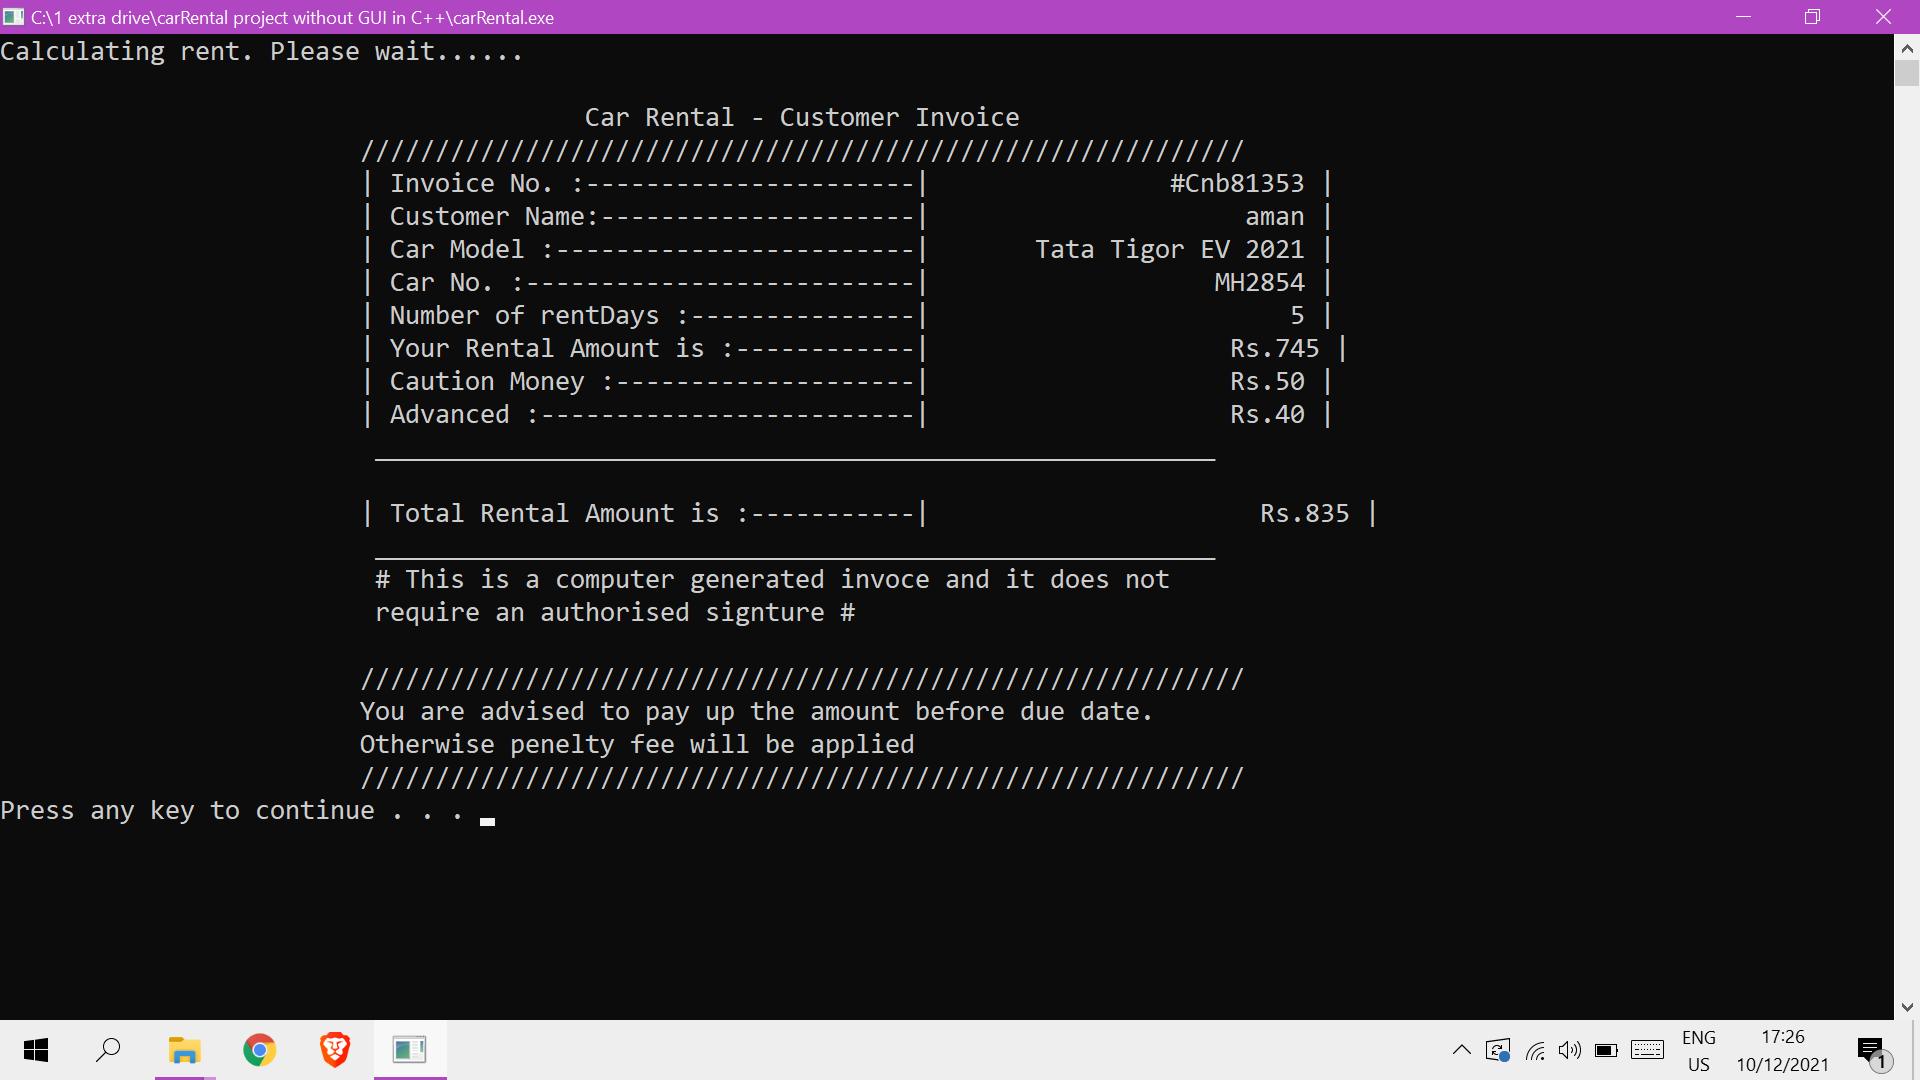 C:\1 extra drive\carRental project without GUI in C++\carRental.exe
Calculating rent. Please wait......
Car Rental - Customer Invoice
///////////////////////////////////////////////////////////
| Invoice No. :----------------------| #Cnb81353 |
| Customer Name:---------------------| aman |
| Car Model :------------------------| Tata Tigor EV 2021 |
| Car No. :--------------------------| MH2854 |
| Number of rentDays :---------------| 5 |
| Your Rental Amount is :------------| Rs.745 |
| Caution Money :--------------------| Rs.50 |
| Advanced :-------------------------| Rs.40 |
________________________________________________________
| Total Rental Amount is :-----------| Rs.835 |
________________________________________________________
# This is a computer generated invoce and it does not
require an authorised signture #
///////////////////////////////////////////////////////////
You are advised to pay up the amount before due date.
Otherwise penelty fee will be applied
///////////////////////////////////////////////////////////
Press any key to continue . . .
ENG
US
17:26
10/12/2021
1